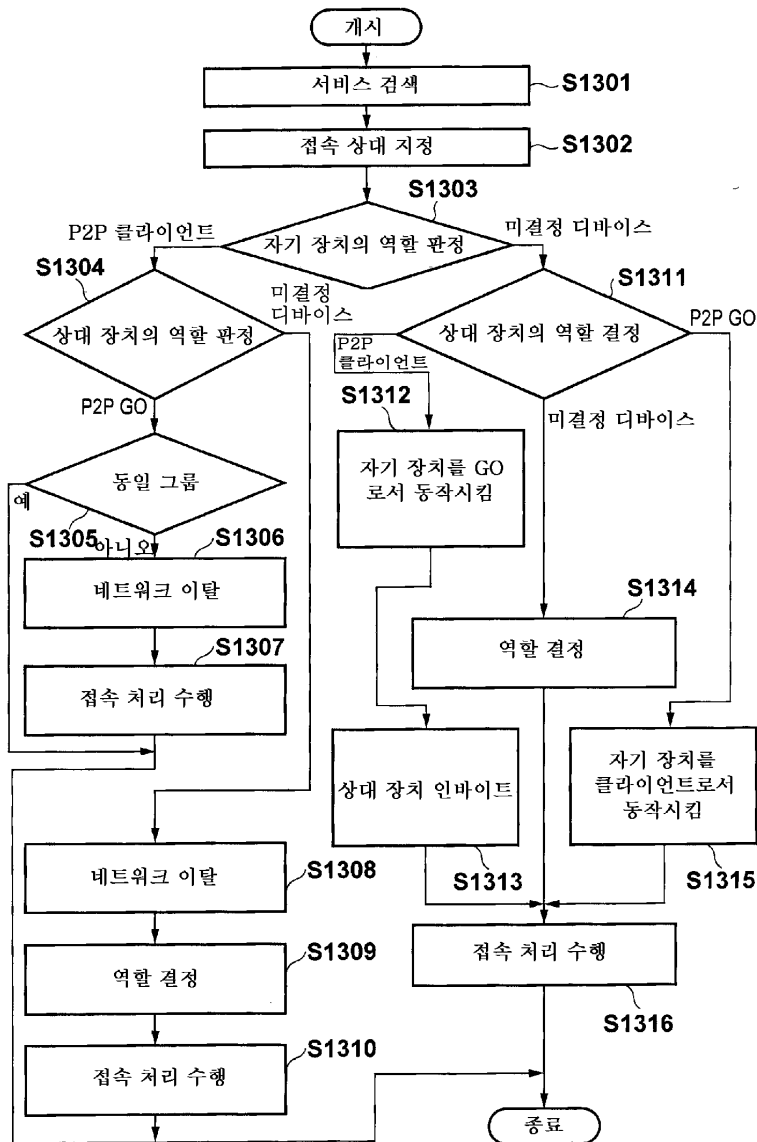 개시
서비스 검색
S1301
접속 상대 지정
S1302
S1303
자기 장치의 역할 판정
P2P 클라이언트
미결정 디바이스
S1304
상대 장치의 역할 판정
미결정
디바이스
P2P GO
S1311
상대 장치의 역할 결정
P2P GO
P2P
클라이언트
미결정 디바이스
동일 그룹
예
S1305
아니오
S1306
네트워크 이탈
S1307
접속 처리 수행
S1312
자기 장치를 GO
로서 동작시킴
S1314
역할 결정
상대 장치 인바이트
S1313
자기 장치를
클라이언트로서
동작시킴
S1315
네트워크 이탈
S1308
역할 결정
S1309
접속 처리 수행
S1310
접속 처리 수행
S1316
종료